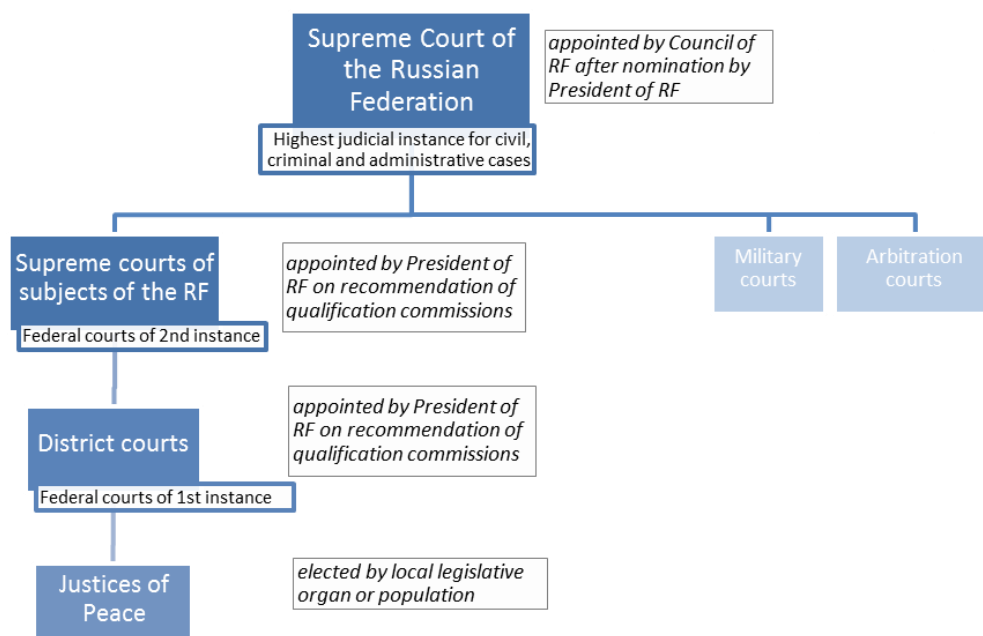 Supreme Court of
the Russian
Federation
appointed by Council of
RF after nomination by
President of RF
Highest judicial instance for civil,
criminal and administrative cases
Supreme courts of
subjects of the RF
Federal courts of 2nd instance
appointed by President of
RF on recommendation of
qualification commissions
Military
courts
Arbitration
courts
District courts
Federal courts of 1st instance
appointed by President of
RF on recommendation of
qualification commissions
Justices of
Peace
elected by local legislative
organ or population